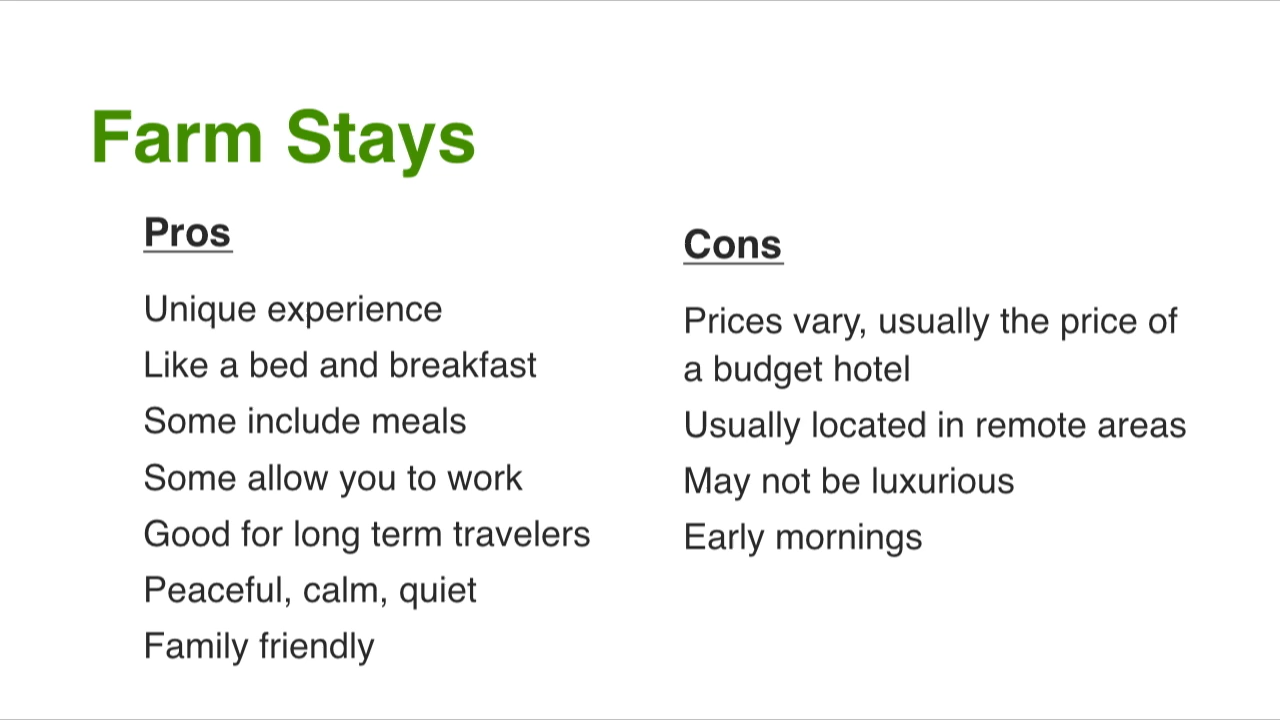 Farm Stays
Pros
Unique experience
Like a bed and breakfast
Some include meals
Some allow you to work
Good for long term travelers
Peaceful, calm, quiet
Family friendly
Cons
Prices vary, usually the price of
a budget hotel
Usually located in remote areas
May not be luxurious
Early mornings